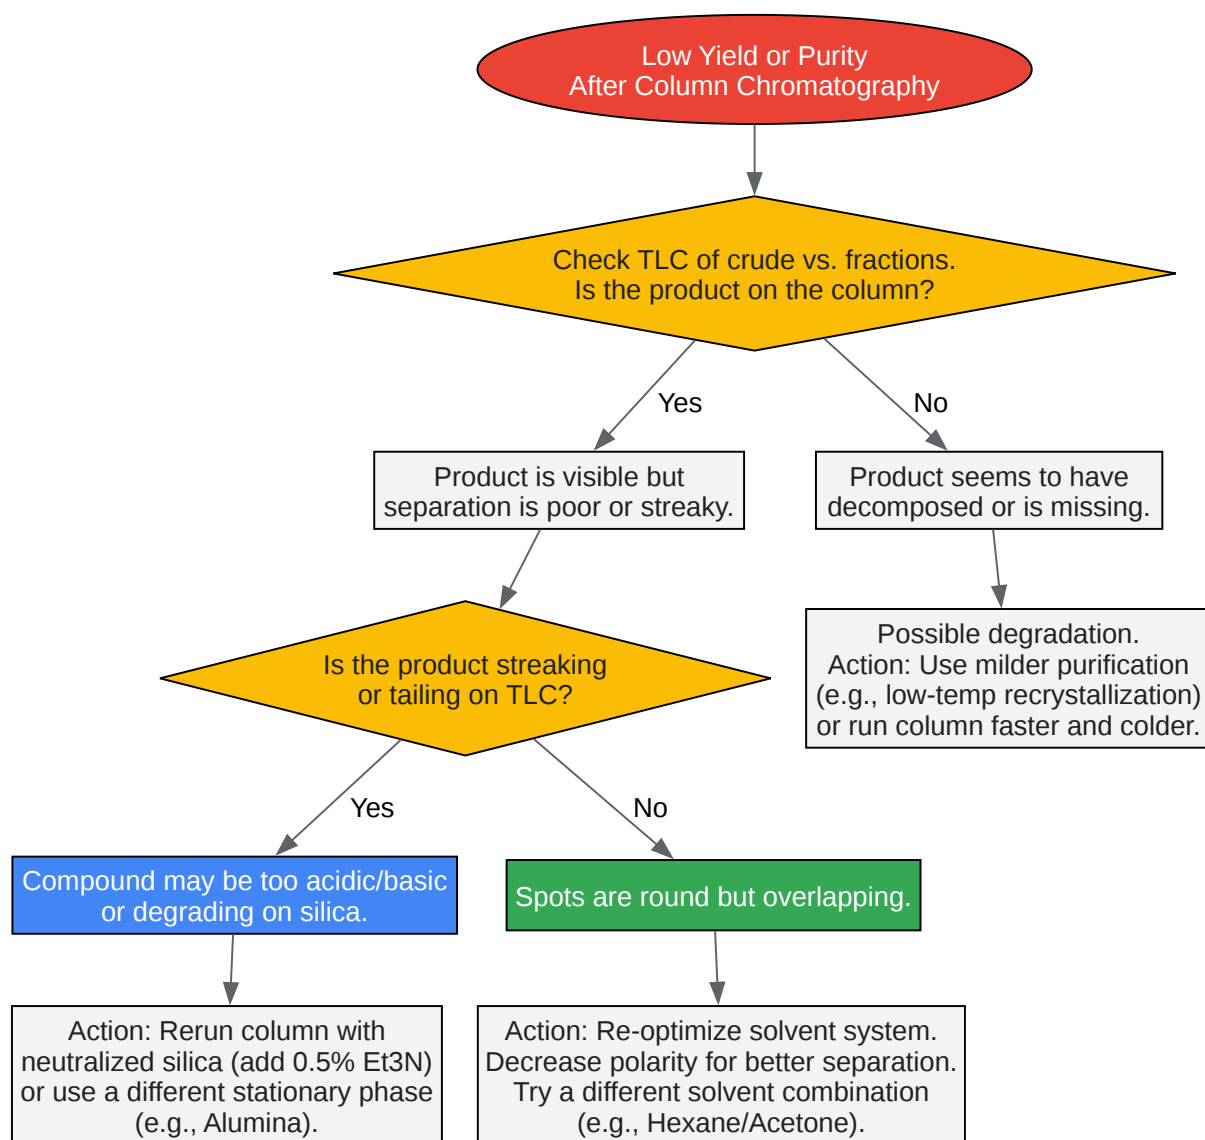 Low Yield or Purity
After Column Chromatography
Check TLC of crude vs. fractions.
Is the product on the column?
Yes
No
Product is visible but
separation is poor or streaky.
Product seems to have
decomposed or is missing.
Is the product streaking
or tailing on TLC?
Possible degradation.
Action: Use milder purification
(e.g., low-temp recrystallization)
or run column faster and colder.
Yes
No
Compound may be too acidic/basic
or degrading on silica.
Spots are round but overlapping.
Action: Rerun column with
neutralized silica (add 0.5% Et3N)
or use a different stationary phase
(e.g., Alumina).
Action: Re-optimize solvent system.
Decrease polarity for better separation.
Try a different solvent combination
(e.g., Hexane/Acetone).